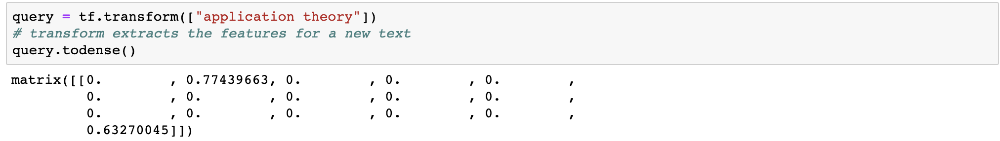 query = tf.transform(["application theory"])
# transform extracts the features for a new text
query.todense()
matrix([[0.        , 0.77439663, 0.        , 0.        , 0.        ,
         0.        , 0.        , 0.        , 0.        , 0.        ,
         0.        , 0.        , 0.        , 0.        , 0.        ,
         0.63270045]])